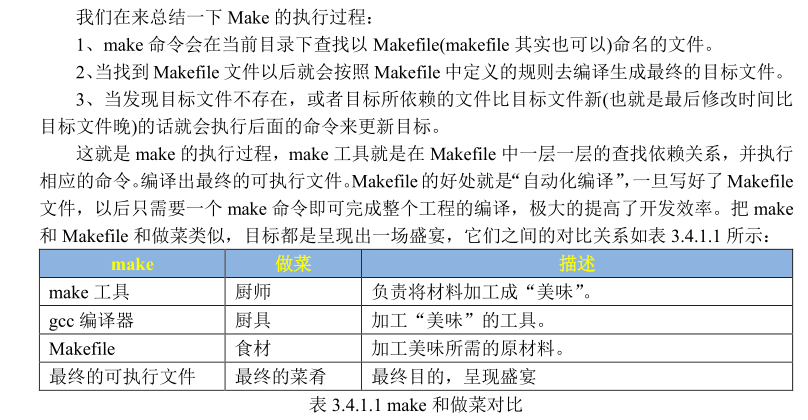 我们在来总结一下 Make 的执行过程：
1、make 命令会在当前目录下查找以 Makefile(makefile 其实也可以)命名的文件。
2、当找到 Makefile 文件以后就会按照 Makefile 中定义的规则去编译生成最终的目标文件。
3、当发现目标文件不存在，或者目标所依赖的文件比目标文件新(也就是最后修改时间比
目标文件晚)的话就会执行后面的命令来更新目标。
这就是 make 的执行过程，make 工具就是在 Makefile 中一层一层的查找依赖关系，并执行
相应的命令。编译出最终的可执行文件。Makefile 的好处就是“自动化编译”，一旦写好了 Makefile
文件，以后只需要一个 make 命令即可完成整个工程的编译，极大的提高了开发效率。把 make
和 Makefile 和做菜类似，目标都是呈现出一场盛宴，它们之间的对比关系如表 3.4.1.1 所示：
make 做菜 描述
make 工具 厨师 负责将材料加工成“美味”。
gcc 编译器 厨具 加工“美味”的工具。
Makefile 食材 加工美味所需的原材料。
最终的可执行文件 最终的菜肴 最终目的，呈现盛宴
表 3.4.1.1 make 和做菜对比